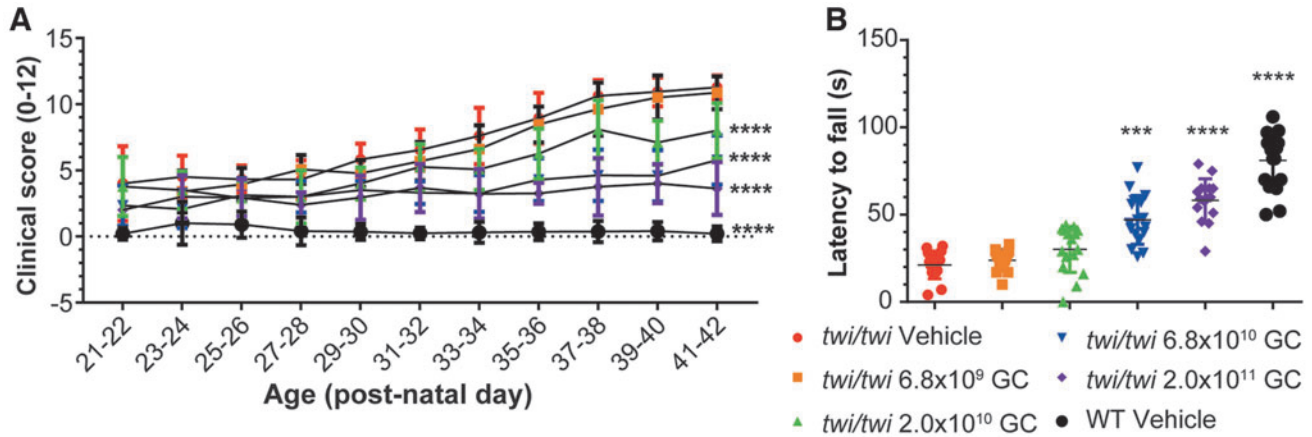 A
Clinical score (0-12)
15
10
5
0
-5
****
****
****
****
21-22
23-24
25-26
27-28
29-30
31-32
33-34
35-36
37-38
39-40
41-42
Age (post-natal day)
B
Latency to fall (s)
150
100
50
0
***
****
****
twi/twi Vehicle
twi/twi 6.8x10⁹ GC
twi/twi 2.0x10¹⁰ GC
twi/twi 6.8x10¹⁰ GC
twi/twi 2.0x10¹¹ GC
WT Vehicle